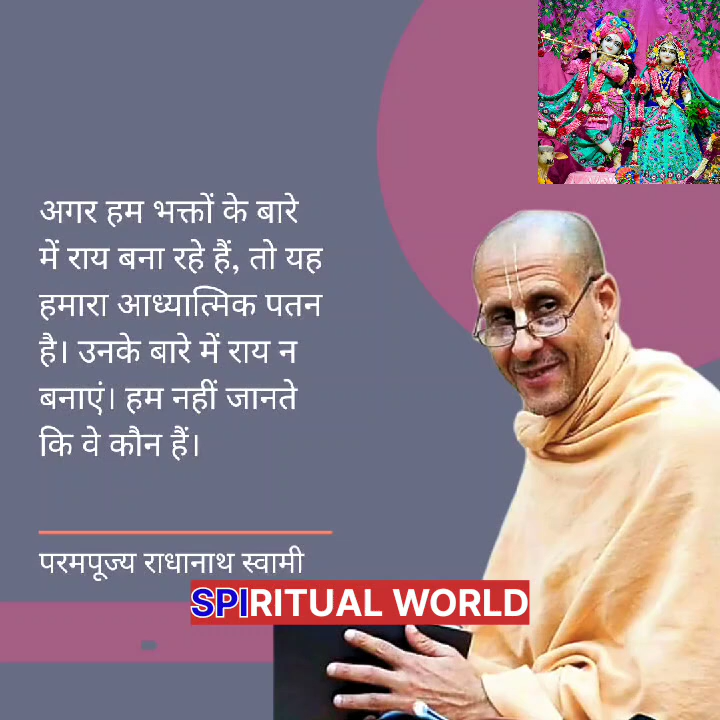 अगर हम भक्तों के बारे
में राय बना रहे हैं, तो यह
हमारा आध्यात्मिक पतन
है। उनके बारे में राय न
बनाएं। हम नहीं जानते
कि वे कौन हैं।
परमपूज्य राधानाथ स्वामी
SPIRITUAL WORLD